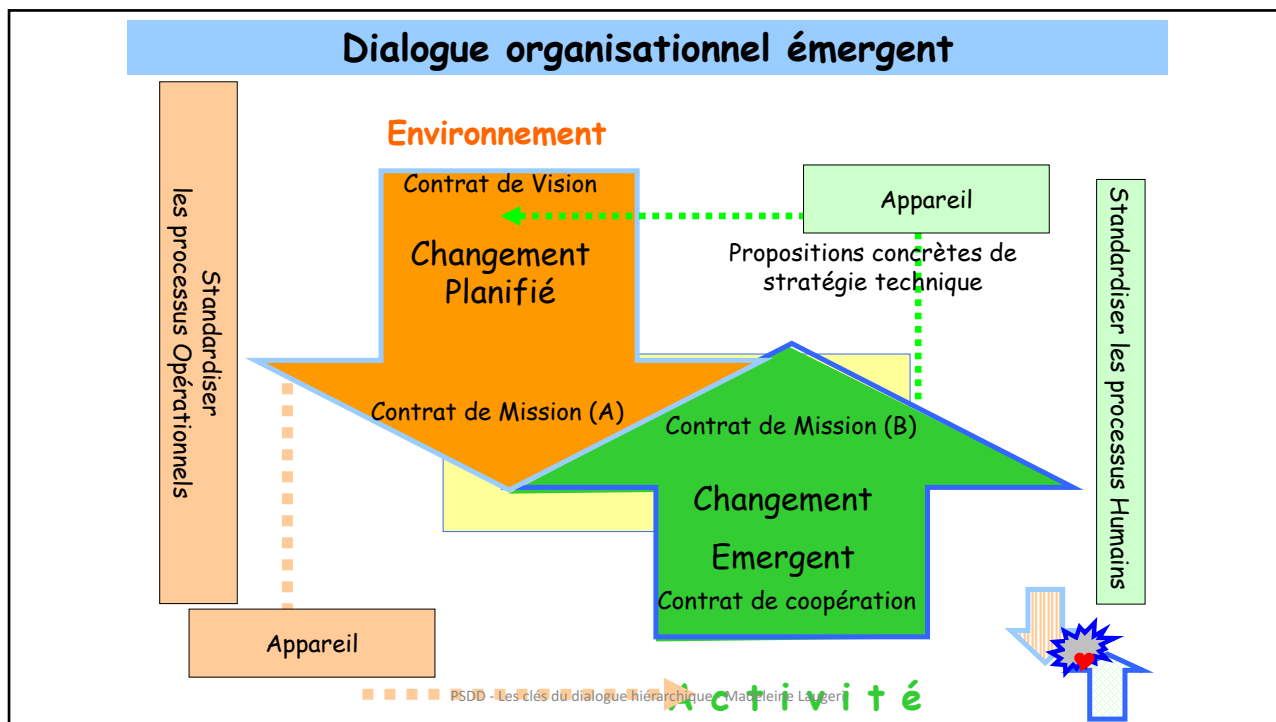 Dialogue organisationnel émergent
Standardiser
les processus Opérationnels
Environnement
Contrat de Vision
Changement
Planifié
Contrat de Mission (A)
Appareil
Propositions concrètes de
stratégie technique
Standardiser les processus Humains
Contrat de Mission (B)
Changement
Emergent
Contrat de coopération
Appareil
PSDD - Les clés du dialogue hiérarchique - Madeleine Laugeri
Activité